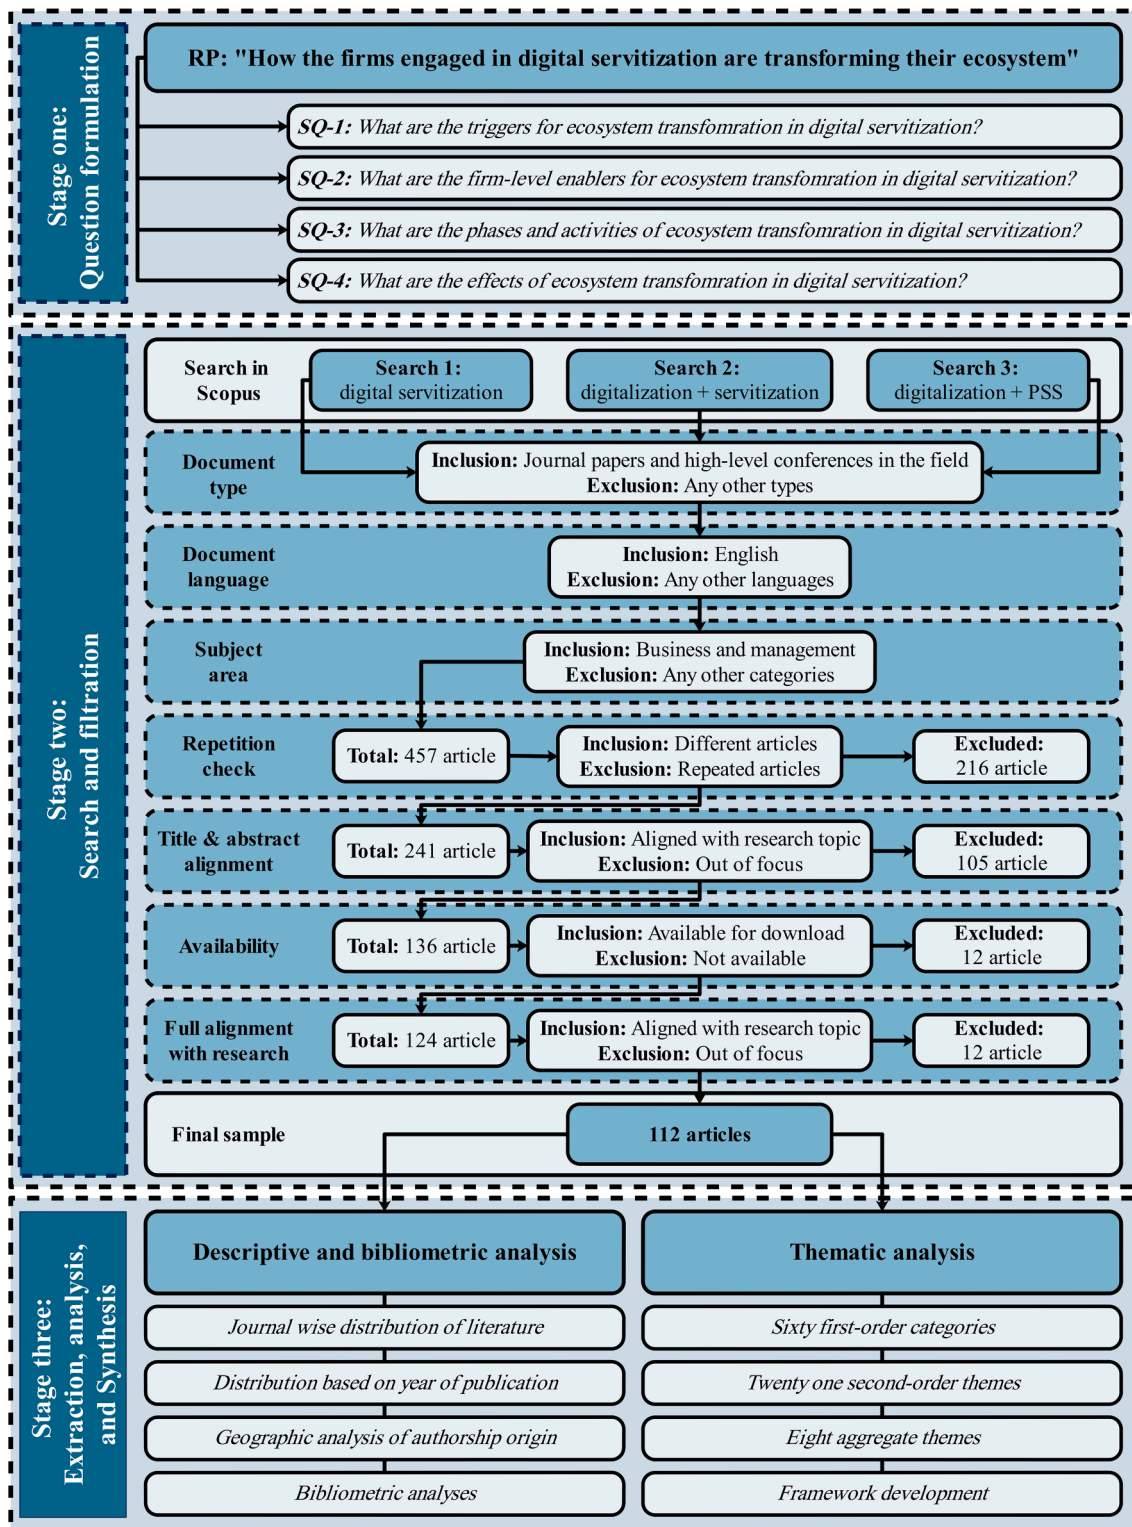 Stage one:
Question formulation
RP: "How the firms engaged in digital servitization are transforming their ecosystem"
SQ-1: What are the triggers for ecosystem transfomration in digital servitization?
SQ-2: What are the firm-level enablers for ecosystem transfomration in digital servitization?
SQ-3: What are the phases and activities of ecosystem transfomration in digital servitization?
SQ-4: What are the effects of ecosystem transfomration in digital servitization?
Stage two:
Search and filtration
Search in
Scopus
Search 1:
digital servitization
Search 2:
digitalization + servitization
Search 3:
digitalization + PSS
Document
type
Inclusion: Journal papers and high-level conferences in the field
Exclusion: Any other types
Document
language
Inclusion: English
Exclusion: Any other languages
Subject
area
Inclusion: Business and management
Exclusion: Any other categories
Repetition
check
Total: 457 article
Inclusion: Different articles
Exclusion: Repeated articles
Excluded:
216 article
Title & abstract
alignment
Total: 241 article
Inclusion: Aligned with research topic
Exclusion: Out of focus
Excluded:
105 article
Availability
Total: 136 article
Inclusion: Available for download
Exclusion: Not available
Excluded:
12 article
Full alignment
with research
Total: 124 article
Inclusion: Aligned with research topic
Exclusion: Out of focus
Excluded:
12 article
Final sample
112 articles
Stage three:
Extraction, analysis,
and Synthesis
Descriptive and bibliometric analysis
Journal wise distribution of literature
Distribution based on year of publication
Geographic analysis of authorship origin
Bibliometric analyses
Thematic analysis
Sixty first-order categories
Twenty one second-order themes
Eight aggregate themes
Framework development